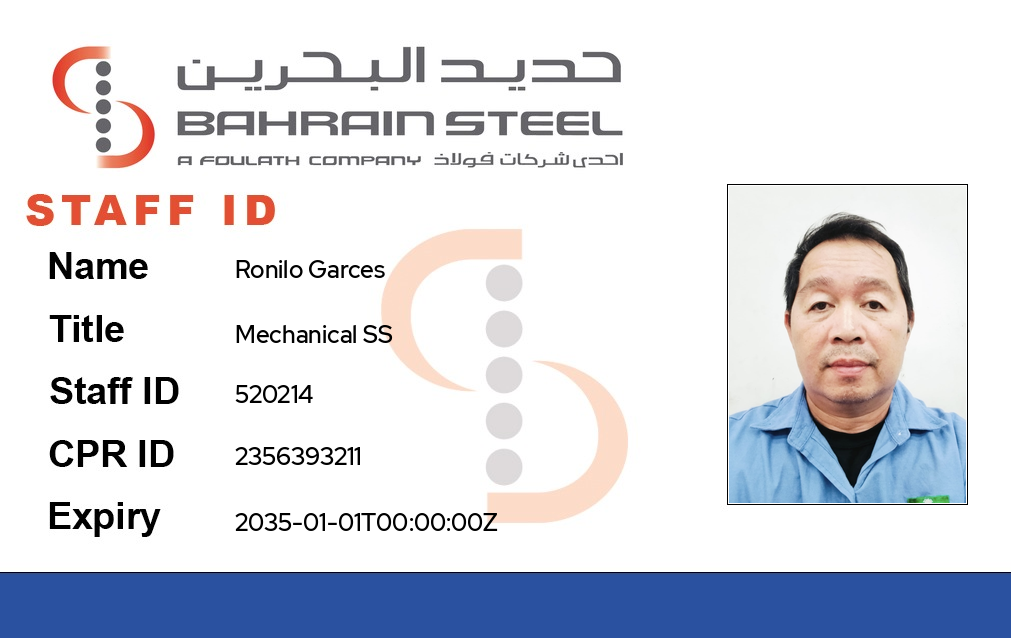 حديد البحرين
BAHRAIN STEEL
A FOULATH COMPANY احدى شركات فولاذ
STAFF ID
Name Ronilo Garces
Title Mechanical SS
Staff ID 520214
CPR ID 2356393211
Expiry 2035-01-01T00:00:00Z